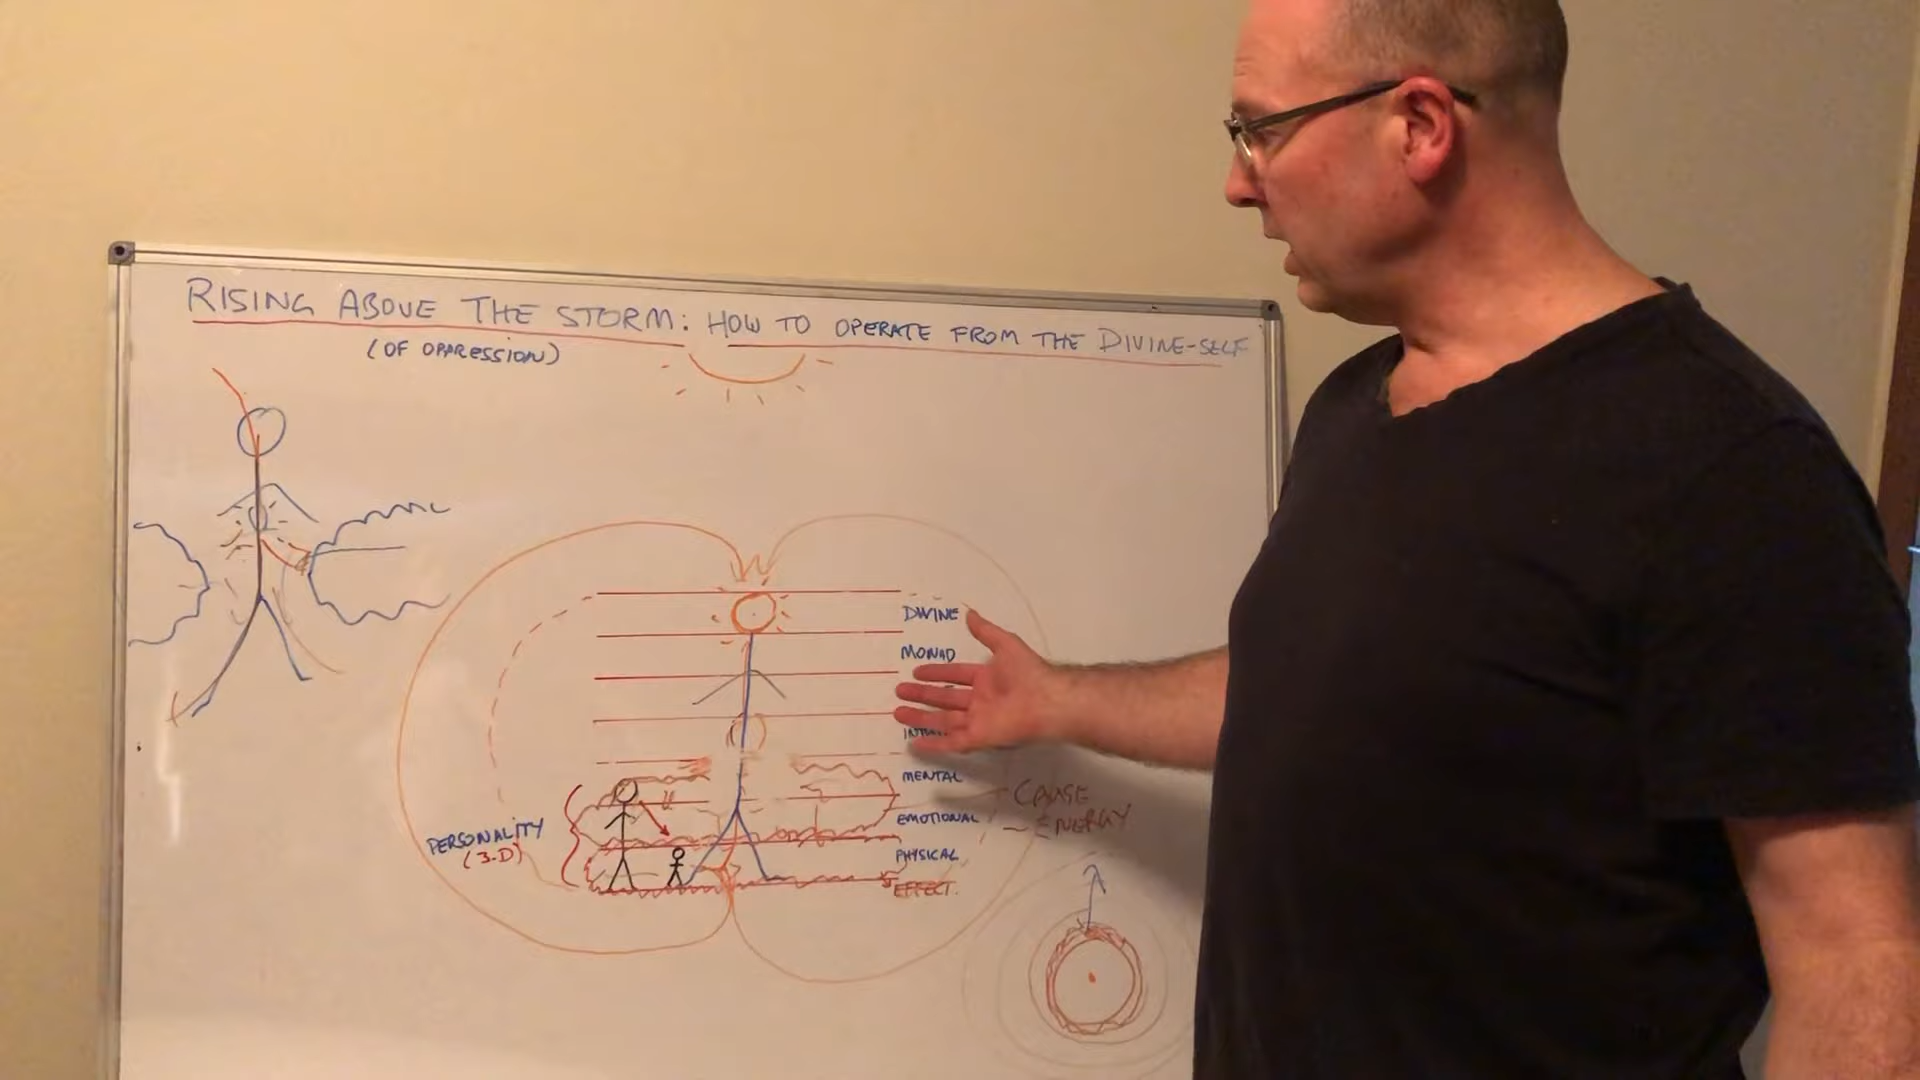 RISING ABOVE THE STORM: HOW TO OPERATE FROM THE DIVINE-SELF
(OF OPPRESSION)
DIVINE
MONAD
MENTAL
EMOTIONAL
PHYSICAL
EFFECT.
CAUSE
ENERGY
PERSONALITY
(3-D)